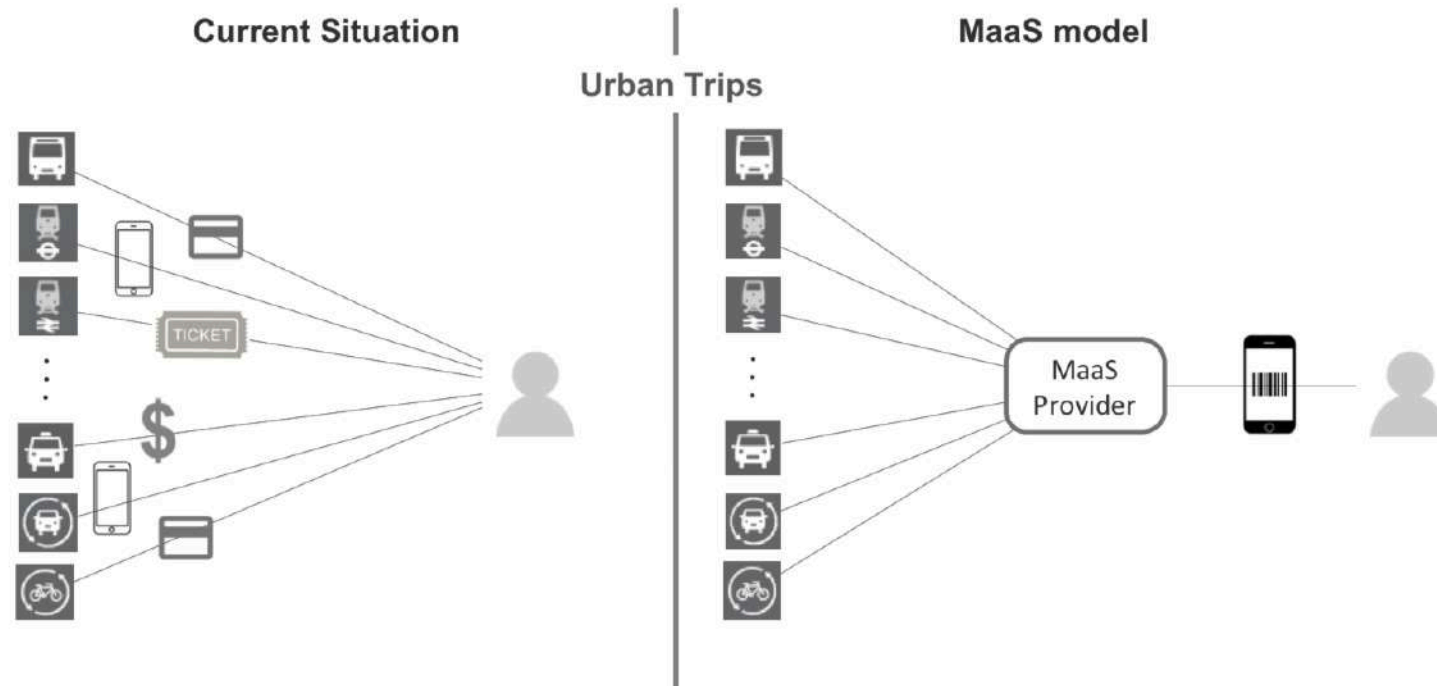 Current Situation
MaaS model
Urban Trips
TICKET
$
MaaS
Provider